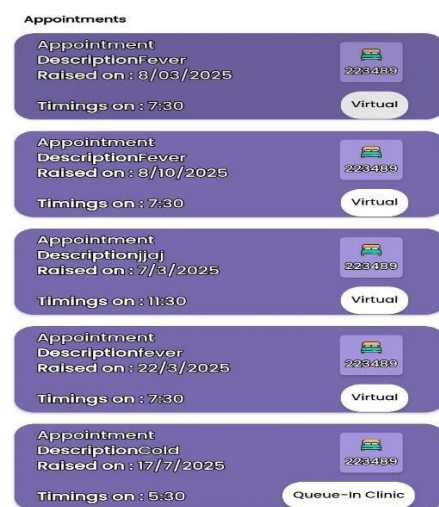 Appointments
Appointment
DescriptionFever
Raised on : 8/03/2025
223489
Timings on : 7:30
Virtual
Appointment
DescriptionFever
Raised on : 8/10/2025
223489
Timings on : 7:30
Virtual
Appointment
Descriptionjjaj
Raised on : 7/3/2025
223489
Timings on : 11:30
Virtual
Appointment
Descriptionfever
Raised on : 22/3/2025
223489
Timings on : 7:30
Virtual
Appointment
DescriptionCold
Raised on : 17/7/2025
223489
Timings on : 5:30
Queue-In Clinic